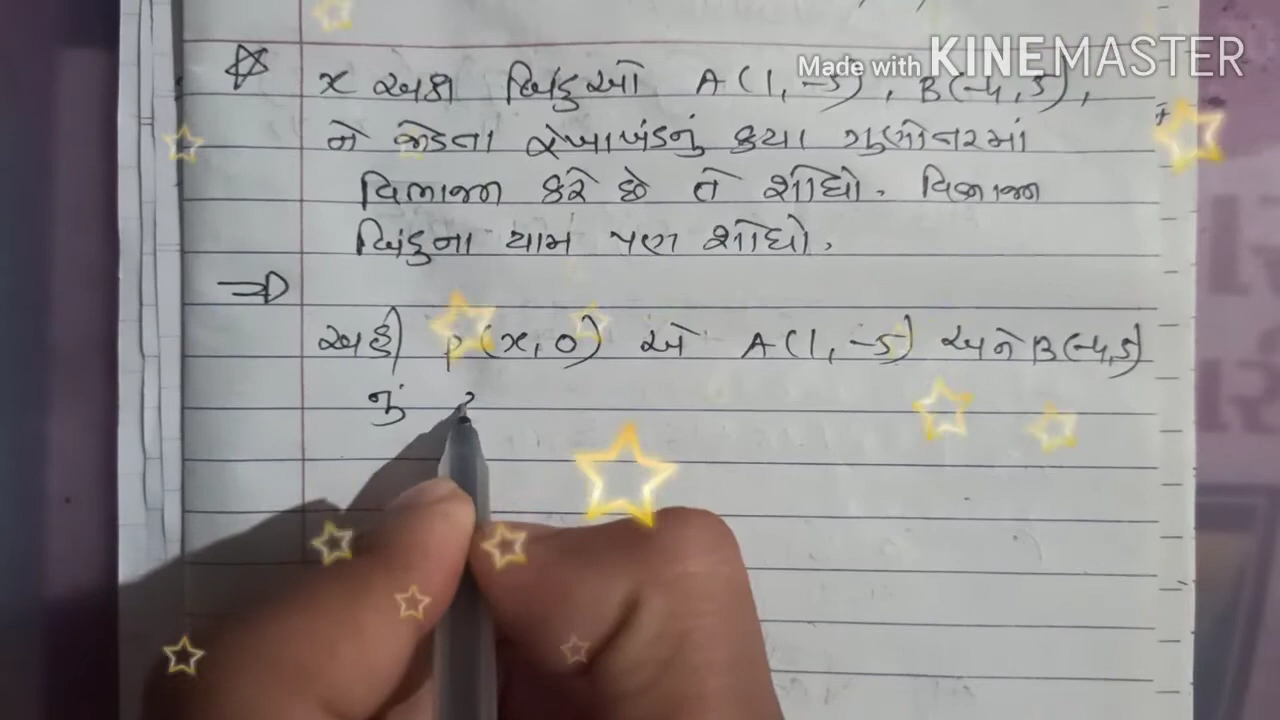 Made with KINEMASTER
x અક્ષ બિંદુઓ A(1, -5), B(-4, 5),
ને જોડતા રેખાખંડનું કયા ગુણોત્તરમાં
વિભાજન કરે છે તે શોધો. વિભાજન
બિંદુના યામ પણ શોધો.
⇒
અહીં P(x, 0) એ A(1, -5) અને B(-4, 5)
નું